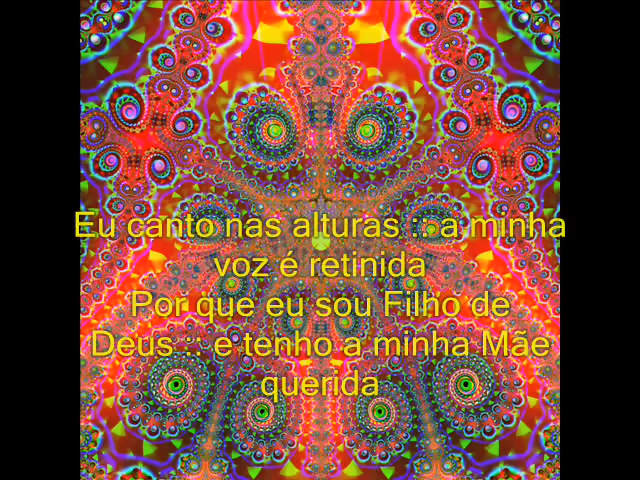 Eu canto nas alturas :: a minha
voz é retinida
Por que eu sou Filho de
Deus :: e tenho a minha Mãe
querida